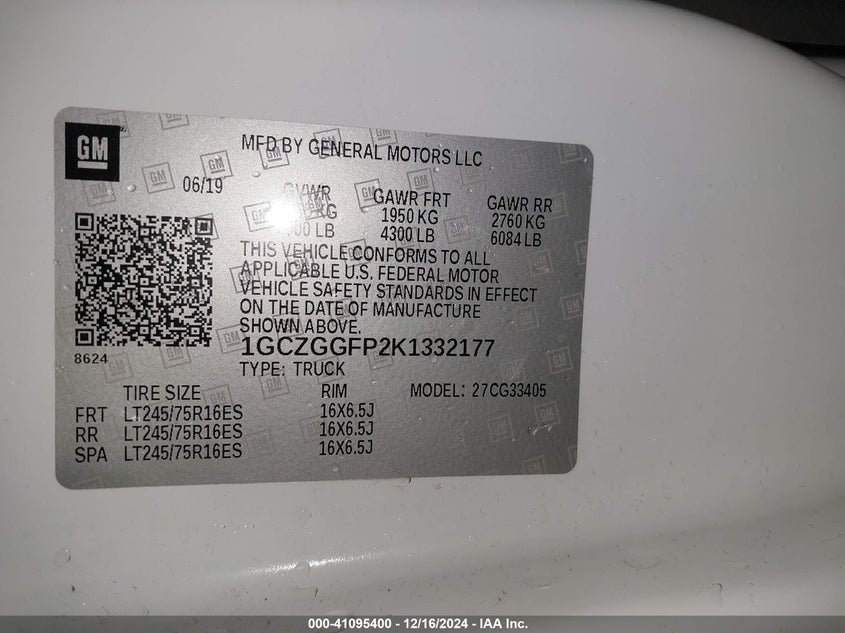 GM
MFD BY GENERAL MOTORS LLC
06/19
GVWR
GAWR FRT
GAWR RR
KG
1950 KG
2760 KG
LB
4300 LB
6084 LB
THIS VEHICLE CONFORMS TO ALL
APPLICABLE U.S. FEDERAL MOTOR
VEHICLE SAFETY STANDARDS IN EFFECT
ON THE DATE OF MANUFACTURE
SHOWN ABOVE.
8624
1GCZGGFP2K1332177
TYPE: TRUCK
TIRE SIZE
RIM
MODEL: 27CG33405
FRT LT245/75R16ES 16X6.5J
RR LT245/75R16ES 16X6.5J
SPA LT245/75R16ES 16X6.5J
000-41095400 - 12/16/2024 - IAA Inc.